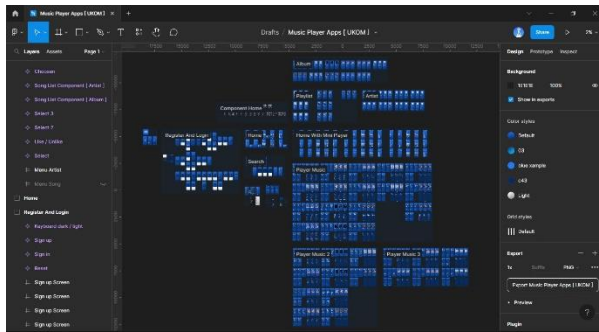 Music Player Apps [ UKOM ]
Drafts / Music Player Apps [ UKOM ]
Share
2%
Layers Assets Page 1
Design Prototype Inspect
Choosen
Song List Component [ Artist ]
Song List Component [ Album ]
Select 3
Select 2
Like / Unlike
Select
Menu Artist
Menu Song
Home
Register And Login
Keyboard dark / light
Sign up
Sign in
Reset
Sign up Screen
Sign up Screen
Sign up Screen
Sign up Screen
Album
Playlist
Artist
Component Home
Register And Login
Home
Home With Mini Player
Search
Player Music
Player Music 2
Player Music 3
Background
100%
Show in exports
Color styles
Default
Light
Grid styles
Default
Export
1x Suffix PNG
Export Music Player Apps [ UKOM ]
Preview
Plugin
?